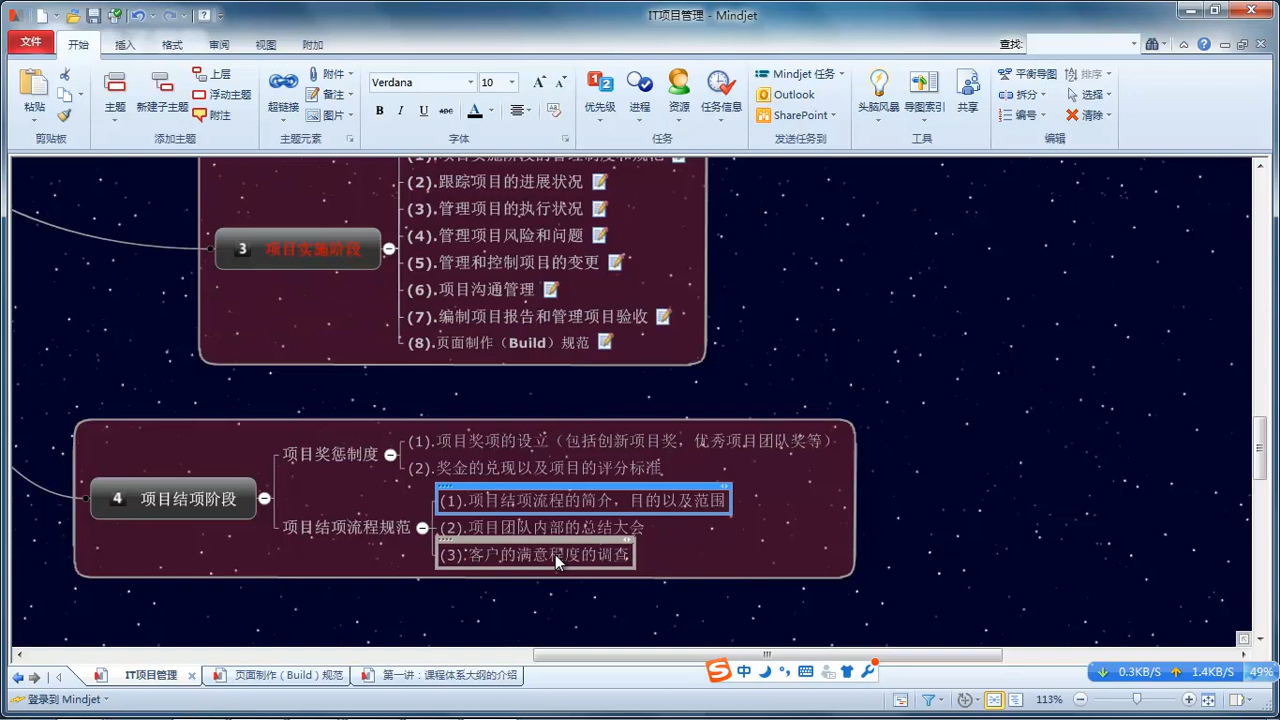 IT项目管理 - Mindjet
文件 开始 插入 格式 审阅 视图 附加 查找:
粘贴 主题 新建子主题 上层 浮动主题 附注 超链接 附件 备注 图片 Verdana 10 B I U abc A 优先级 进程 资源 任务信息 Mindjet 任务 Outlook SharePoint 头脑风暴 导图索引 共享 平衡导图 排序 拆分 选择 编号 清除
剪贴板 添加主题 主题元素 字体 任务 发送任务到 工具 编辑
(1).项目实施阶段的管理制度和规范
(2).跟踪项目的进展状况
(3).管理项目的执行状况
(4).管理项目风险和问题
3 项目实施阶段
(5).管理和控制项目的变更
(6).项目沟通管理
(7).编制项目报告和管理项目验收
(8).页面制作（Build）规范
4 项目结项阶段
项目奖惩制度
(1).项目奖项的设立（包括创新项目奖，优秀项目团队奖等）
(2).奖金的兑现以及项目的评分标准
项目结项流程规范
(1).项目结项流程的简介，目的以及范围
(2).项目团队内部的总结大会
(3).客户的满意程度的调查
IT项目管理 页面制作（Build）规范 第一讲：课程体系大纲的介绍 中 0.3KB/S 1.4KB/S 49%
登录到 Mindjet 113%